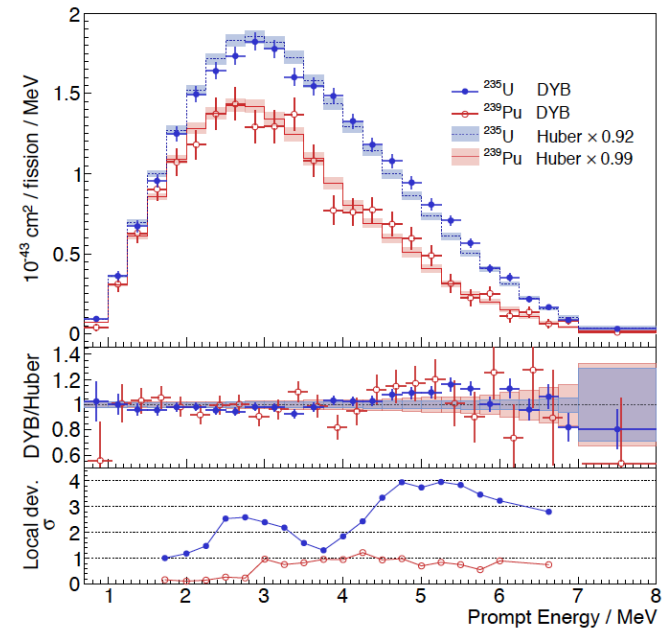 10⁻⁴³ cm² / fission / MeV
2
1.5
1
0.5
0
²³⁵U DYB
²³⁹Pu DYB
²³⁵U Huber × 0.92
²³⁹Pu Huber × 0.99
DYB/Huber
1.4
1.2
1.0
0.8
0.6
Local dev.
σ
4
3
2
1
0
1 2 3 4 5 6 7 8
Prompt Energy / MeV